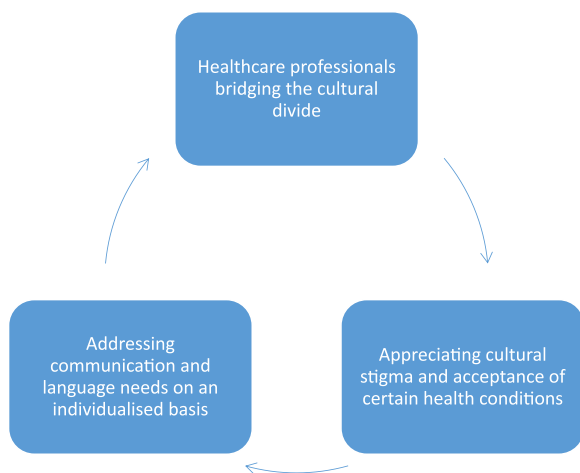 Healthcare professionals
bridging the cultural
divide
Appreciating cultural
stigma and acceptance of
certain health conditions
Addressing
communication and
language needs on an
individualised basis